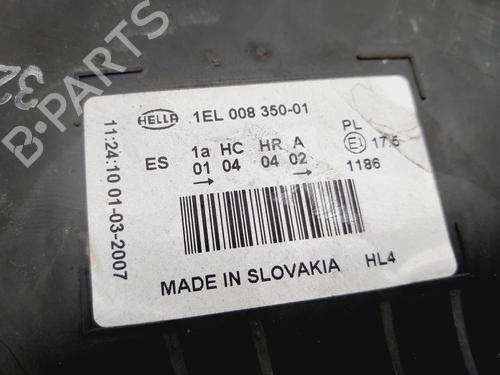 B-PARTS
32
HELLA 1EL 008 350-01
11:24:10 01-03-2007
ES 1a HC HR A PL
01 04 04 02 E1 17.5
→ → 1186
MADE IN SLOVAKIA HL4